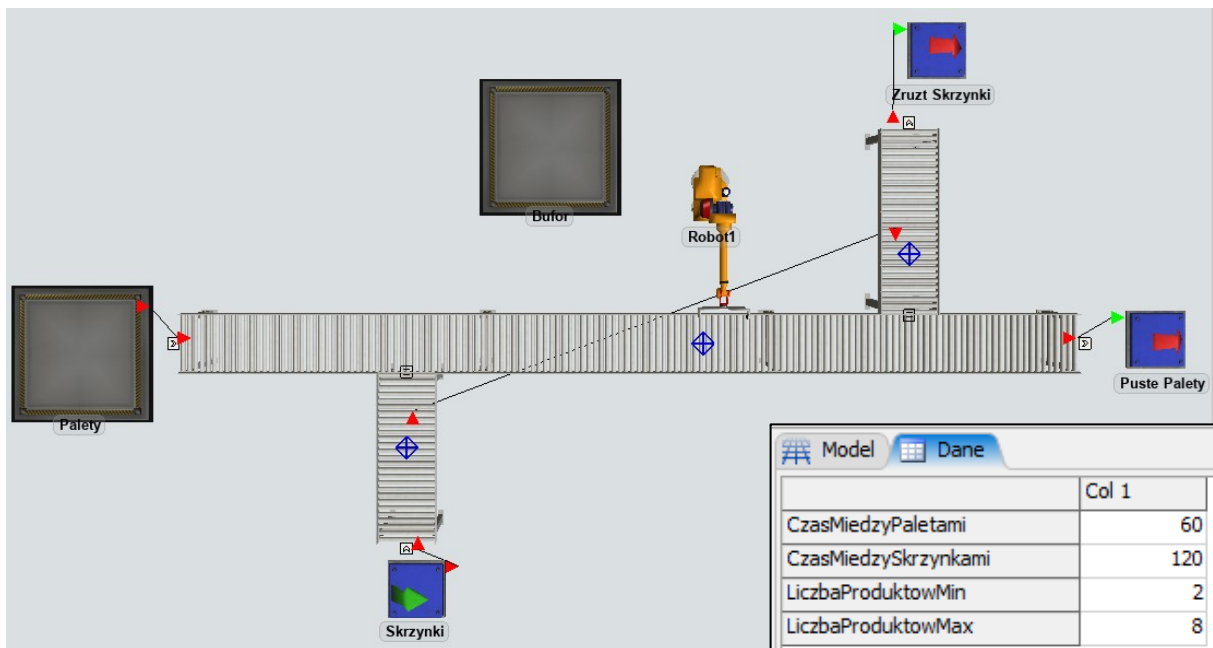 Zruzt Skrzynki
Bufor
Robot1
Palety
Puste Palety
Skrzynki
Model Dane
Col 1
CzasMiedzyPaletami 60
CzasMiedzySkrzynkami 120
LiczbaProduktowMin 2
LiczbaProduktowMax 8